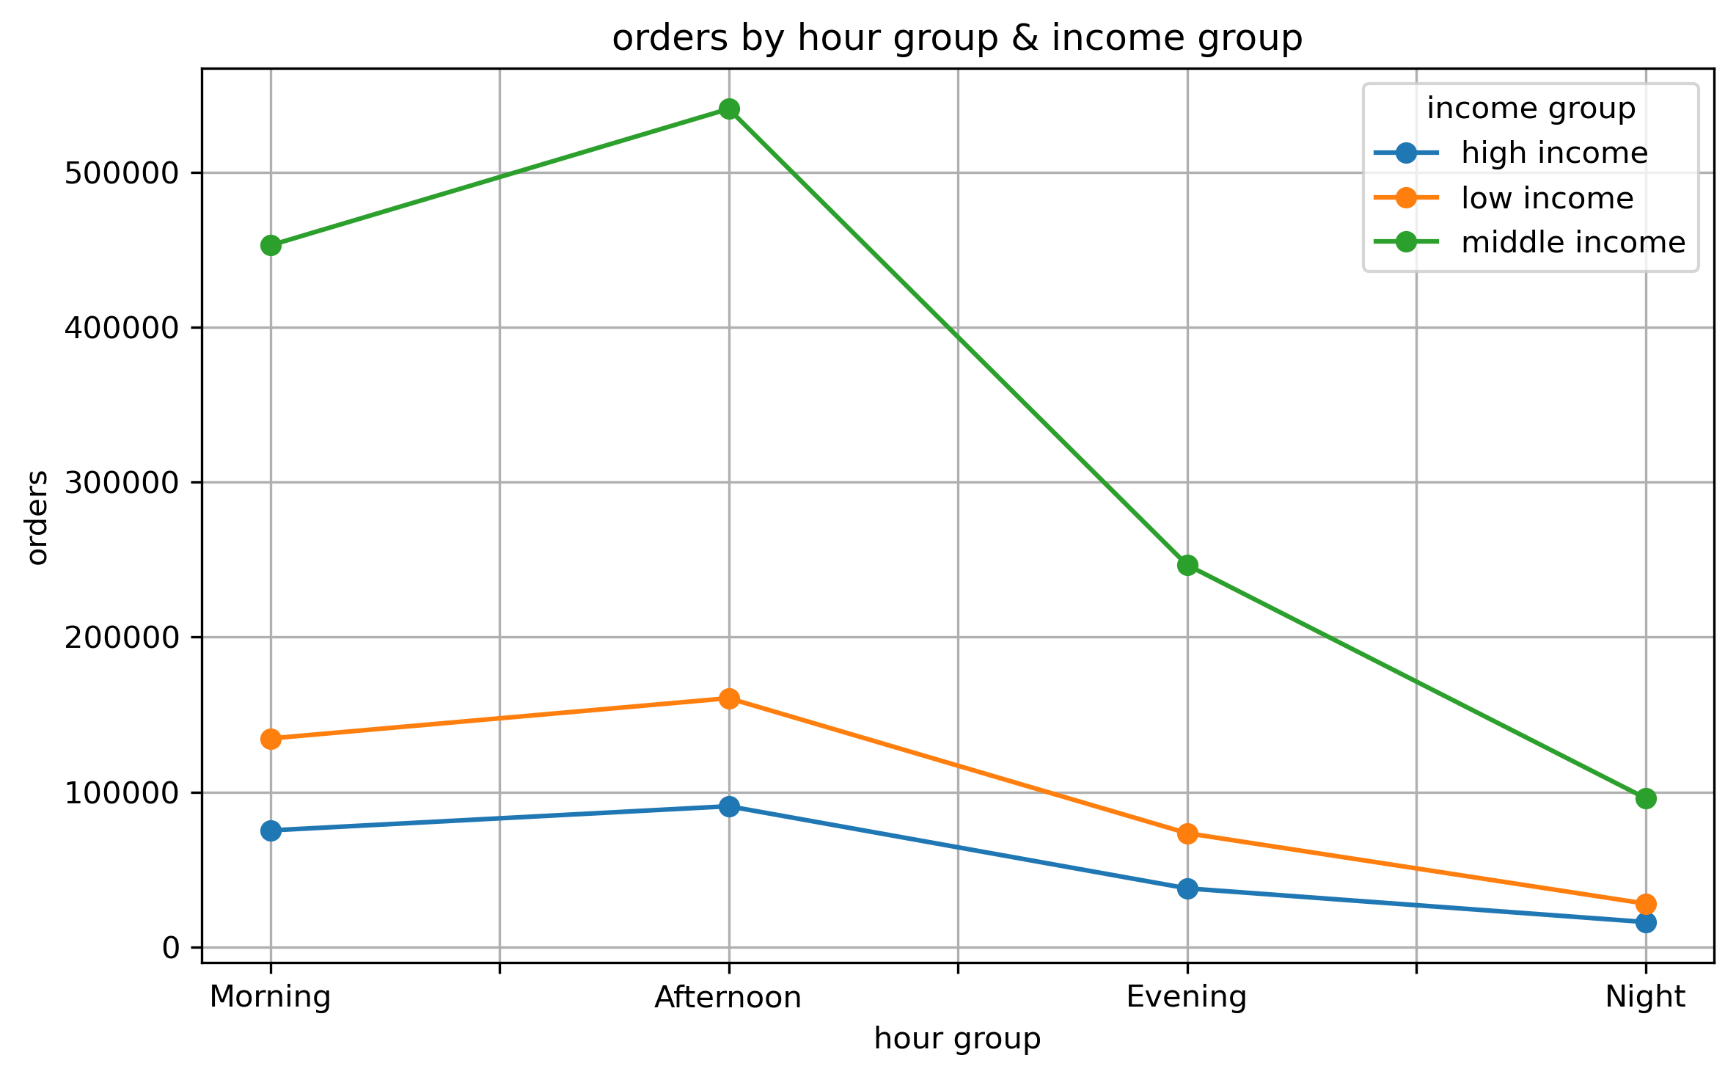 orders by hour group & income group
income group
high income
low income
middle income
orders
500000
400000
300000
200000
100000
0
Morning Afternoon Evening Night
hour group